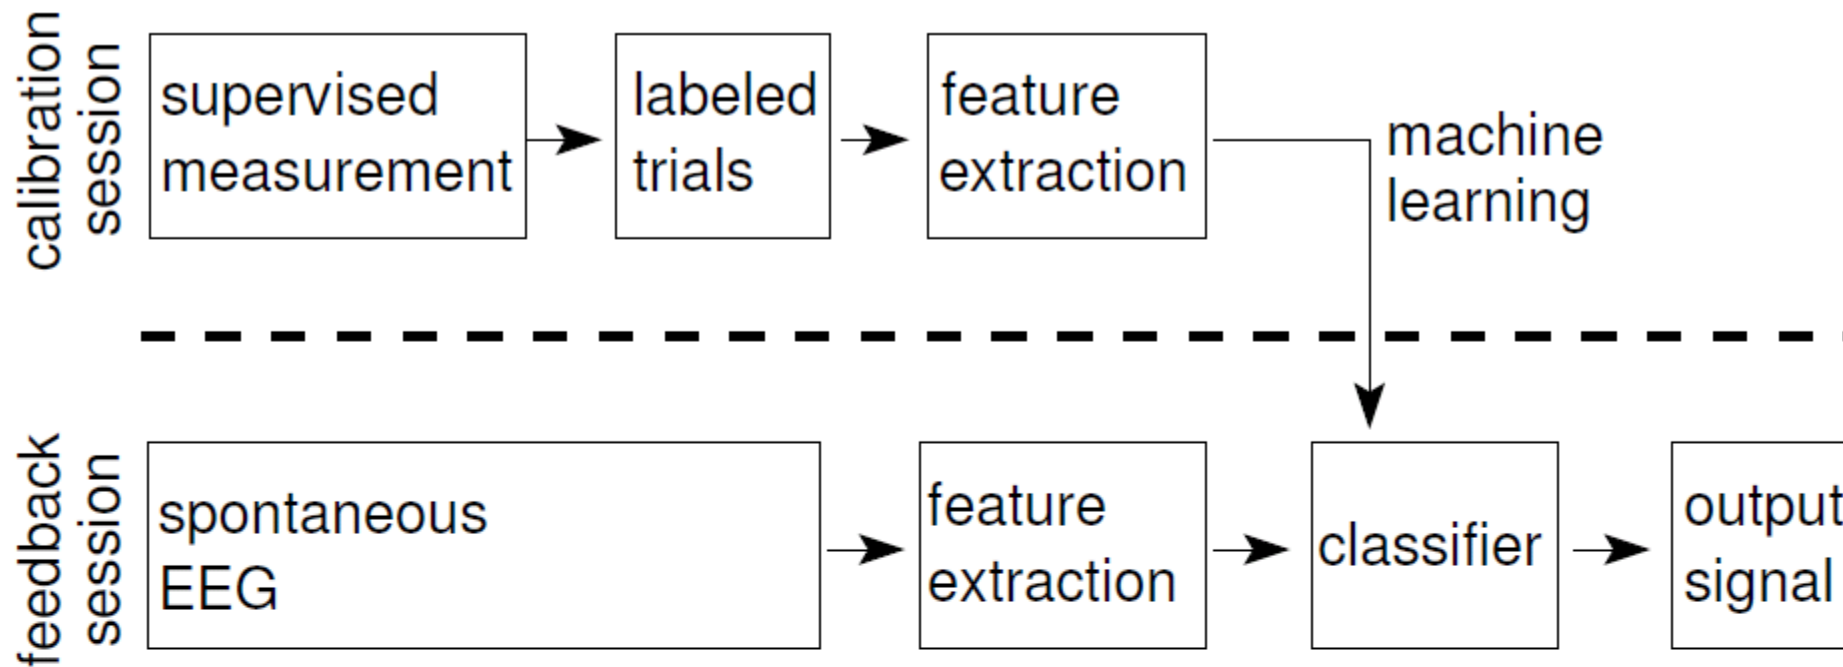 calibration
session
supervised
measurement
labeled
trials
feature
extraction
machine
learning
feedback
session
spontaneous
EEG
feature
extraction
classifier
output
signal